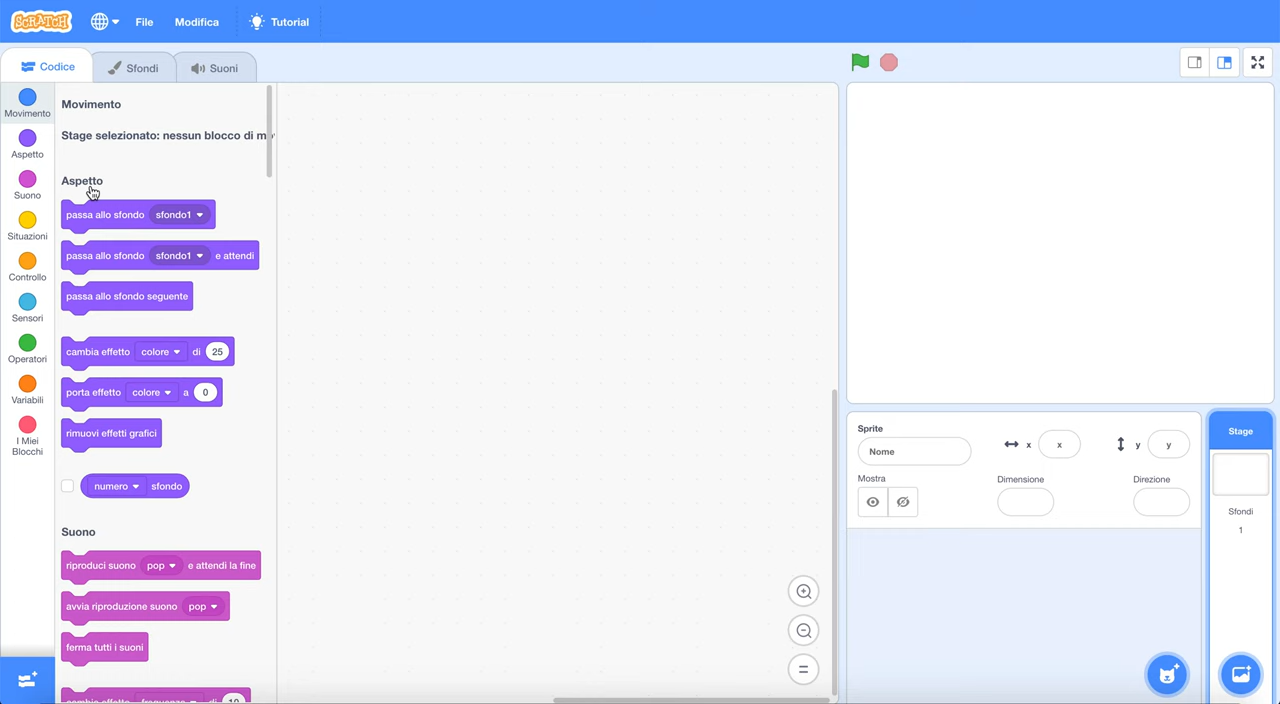 SCRATCH
File
Modifica
Tutorial
Codice
Sfondi
Suoni
Movimento
Aspetto
Suono
Situazioni
Controllo
Sensori
Operatori
Variabili
I Miei
Blocchi
Movimento
Stage selezionato: nessun blocco di
Aspetto
passa allo sfondo sfondo1
passa allo sfondo sfondo1 e attendi
passa allo sfondo seguente
cambia effetto colore di 25
porta effetto colore a 0
rimuovi effetti grafici
numero sfondo
Suono
riproduci suono pop e attendi la fine
avvia riproduzione suono pop
ferma tutti i suoni
Sprite
Nome
x x
y y
Mostra
Dimensione
Direzione
Stage
Sfondi
1